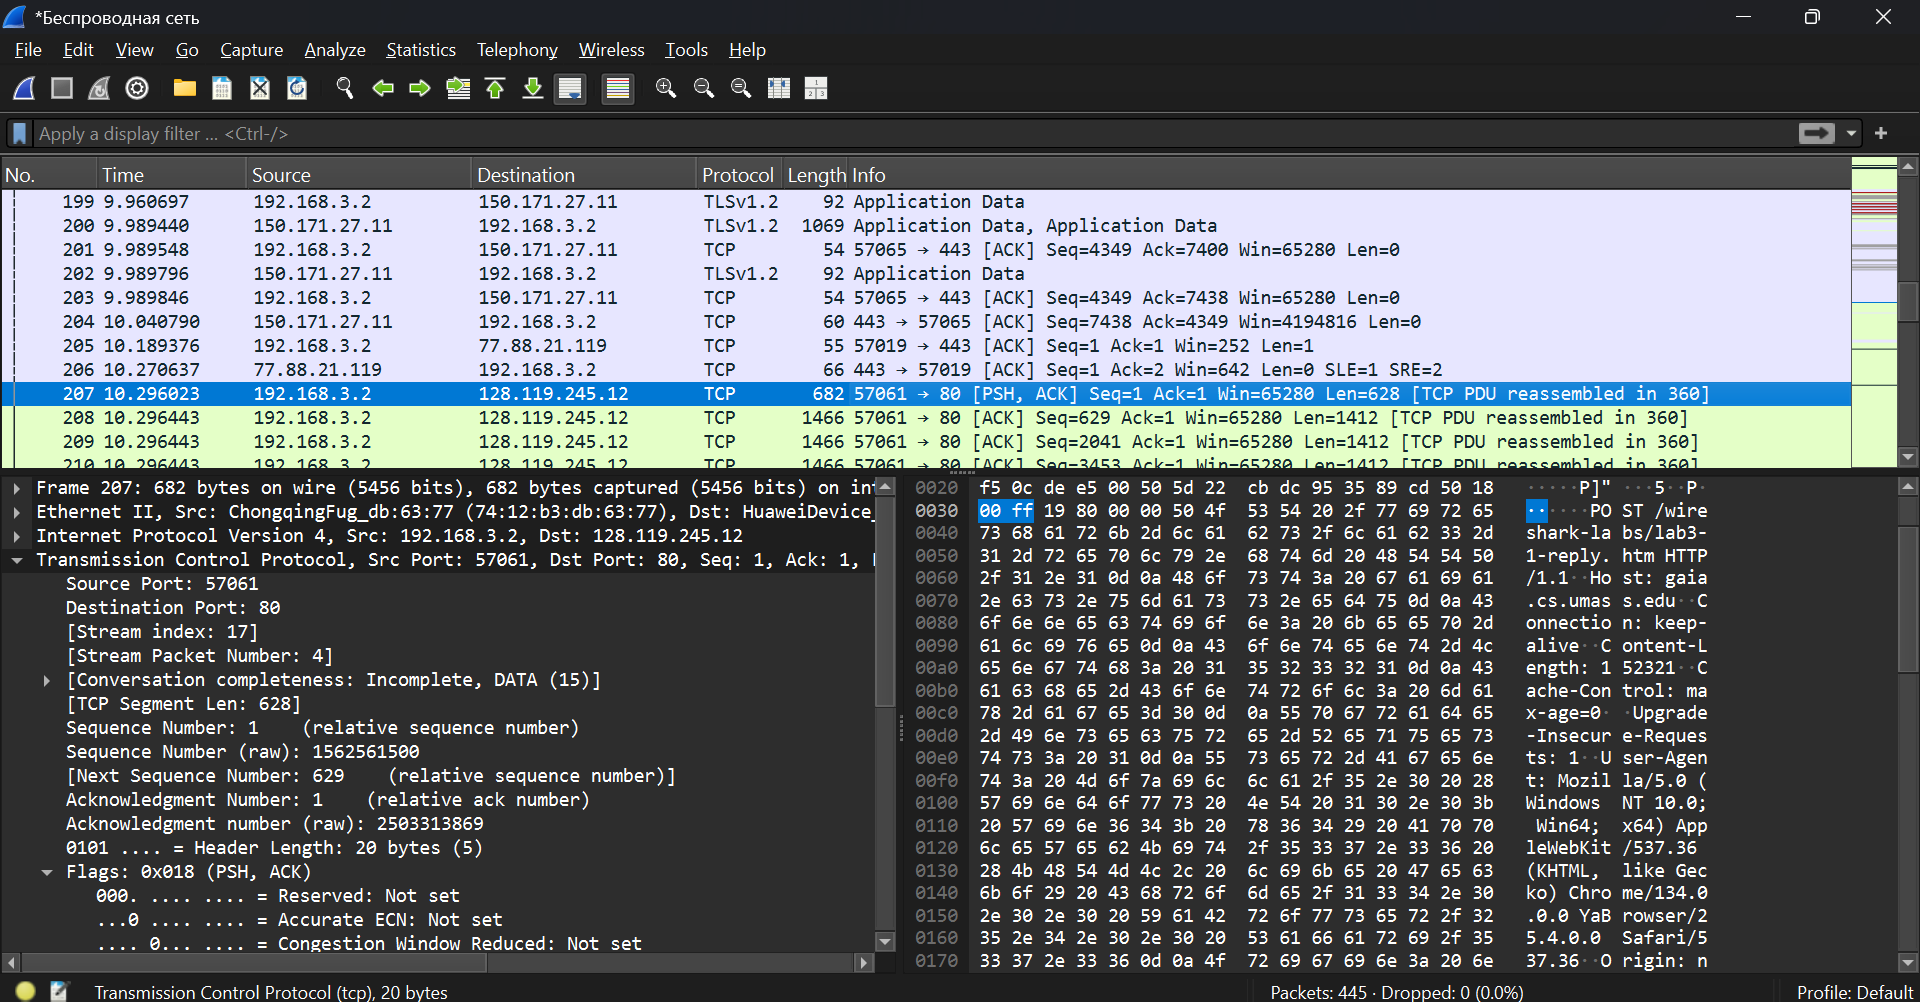 *Беспроводная сеть
File Edit View Go Capture Analyze Statistics Telephony Wireless Tools Help
Apply a display filter ... <Ctrl-/>
No. Time Source Destination Protocol Length Info
199 9.960697 192.168.3.2 150.171.27.11 TLSv1.2 92 Application Data
200 9.989440 150.171.27.11 192.168.3.2 TLSv1.2 1069 Application Data, Application Data
201 9.989548 192.168.3.2 150.171.27.11 TCP 54 57065 → 443 [ACK] Seq=4349 Ack=7400 Win=65280 Len=0
202 9.989796 150.171.27.11 192.168.3.2 TLSv1.2 92 Application Data
203 9.989846 192.168.3.2 150.171.27.11 TCP 54 57065 → 443 [ACK] Seq=4349 Ack=7438 Win=65280 Len=0
204 10.040790 150.171.27.11 192.168.3.2 TCP 60 443 → 57065 [ACK] Seq=7438 Ack=4349 Win=4194816 Len=0
205 10.189376 192.168.3.2 77.88.21.119 TCP 55 57019 → 443 [ACK] Seq=1 Ack=1 Win=252 Len=1
206 10.270637 77.88.21.119 192.168.3.2 TCP 66 443 → 57019 [ACK] Seq=1 Ack=2 Win=642 Len=0 SLE=1 SRE=2
207 10.296023 192.168.3.2 128.119.245.12 TCP 682 57061 → 80 [PSH, ACK] Seq=1 Ack=1 Win=65280 Len=628 [TCP PDU reassembled in 360]
208 10.296443 192.168.3.2 128.119.245.12 TCP 1466 57061 → 80 [ACK] Seq=629 Ack=1 Win=65280 Len=1412 [TCP PDU reassembled in 360]
209 10.296443 192.168.3.2 128.119.245.12 TCP 1466 57061 → 80 [ACK] Seq=2041 Ack=1 Win=65280 Len=1412 [TCP PDU reassembled in 360]
210 10.296443 192.168.3.2 128.119.245.12 TCP 1466 57061 → 80 [ACK] Seq=3453 Ack=1 Win=65280 Len=1412 [TCP PDU reassembled in 360]
Frame 207: 682 bytes on wire (5456 bits), 682 bytes captured (5456 bits) on in
Ethernet II, Src: ChongqingFug_db:63:77 (74:12:b3:db:63:77), Dst: HuaweiDevice_
Internet Protocol Version 4, Src: 192.168.3.2, Dst: 128.119.245.12
Transmission Control Protocol, Src Port: 57061, Dst Port: 80, Seq: 1, Ack: 1,
Source Port: 57061
Destination Port: 80
[Stream index: 17]
[Stream Packet Number: 4]
[Conversation completeness: Incomplete, DATA (15)]
[TCP Segment Len: 628]
Sequence Number: 1 (relative sequence number)
Sequence Number (raw): 1562561500
[Next Sequence Number: 629 (relative sequence number)]
Acknowledgment Number: 1 (relative ack number)
Acknowledgment number (raw): 2503313869
0101 .... = Header Length: 20 bytes (5)
Flags: 0x018 (PSH, ACK)
000. .... .... = Reserved: Not set
...0 .... .... = Accurate ECN: Not set
.... 0... .... = Congestion Window Reduced: Not set
0020 f5 0c de e5 00 50 5d 22 cb dc 95 35 89 cd 50 18 ·····P]" ···5··P·
0030 00 ff 19 80 00 00 50 4f 53 54 20 2f 77 69 72 65 ······PO ST /wire
0040 73 68 61 72 6b 2d 6c 61 62 73 2f 6c 61 62 33 2d shark-la bs/lab3-
0050 31 2d 72 65 70 6c 79 2e 68 74 6d 20 48 54 54 50 1-reply. htm HTTP
0060 2f 31 2e 31 0d 0a 48 6f 73 74 3a 20 67 61 69 61 /1.1··Ho st: gaia
0070 2e 63 73 2e 75 6d 61 73 73 2e 65 64 75 0d 0a 43 .cs.umas s.edu··C
0080 6f 6e 6e 65 63 74 69 6f 6e 3a 20 6b 65 65 70 2d onnectio n: keep-
0090 61 6c 69 76 65 0d 0a 43 6f 6e 74 65 6e 74 2d 4c alive··C ontent-L
00a0 65 6e 67 74 68 3a 20 31 35 32 33 32 31 0d 0a 43 ength: 1 52321··C
00b0 61 63 68 65 2d 43 6f 6e 74 72 6f 6c 3a 20 6d 61 ache-Con trol: ma
00c0 78 2d 61 67 65 3d 30 0d 0a 55 70 67 72 61 64 65 x-age=0· ·Upgrade
00d0 2d 49 6e 73 65 63 75 72 65 2d 52 65 71 75 65 73 -Insecur e-Reques
00e0 74 73 3a 20 31 0d 0a 55 73 65 72 2d 41 67 65 6e ts: 1··U ser-Agen
00f0 74 3a 20 4d 6f 7a 69 6c 6c 61 2f 35 2e 30 20 28 t: Mozil la/5.0 (
0100 57 69 6e 64 6f 77 73 20 4e 54 20 31 30 2e 30 3b Windows NT 10.0;
0110 20 57 69 6e 36 34 3b 20 78 36 34 29 20 41 70 70 Win64; x64) App
0120 6c 65 57 65 62 4b 69 74 2f 35 33 37 2e 33 36 20 leWebKit /537.36
0130 28 4b 48 54 4d 4c 2c 20 6c 69 6b 65 20 47 65 63 (KHTML, like Gec
0140 6b 6f 29 20 43 68 72 6f 6d 65 2f 31 33 34 2e 30 ko) Chro me/134.0
0150 2e 30 2e 30 20 59 61 42 72 6f 77 73 65 72 2f 32 .0.0 YaB rowser/2
0160 35 2e 34 2e 30 2e 30 20 53 61 66 61 72 69 2f 35 5.4.0.0 Safari/5
0170 33 37 2e 33 36 0d 0a 4f 72 69 67 69 6e 3a 20 6e 37.36··O rigin: n
Transmission Control Protocol (tcp), 20 bytes
Packets: 445 · Dropped: 0 (0.0%)
Profile: Default